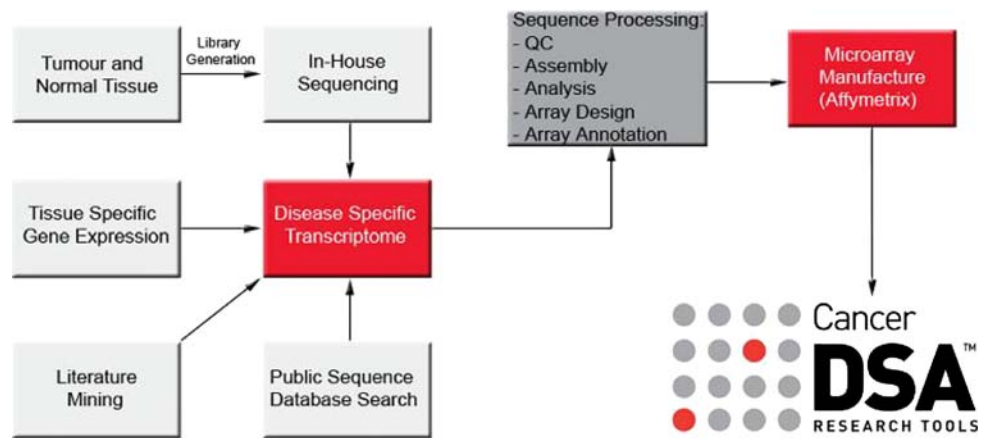 Tumour and
Normal Tissue
Library
Generation
In-House
Sequencing
Sequence Processing:
- QC
- Assembly
- Analysis
- Array Design
- Array Annotation
Microarray
Manufacture
(Affymetrix)
Tissue Specific
Gene Expression
Disease Specific
Transcriptome
Literature
Mining
Public Sequence
Database Search
Cancer
DSA™
RESEARCH TOOLS